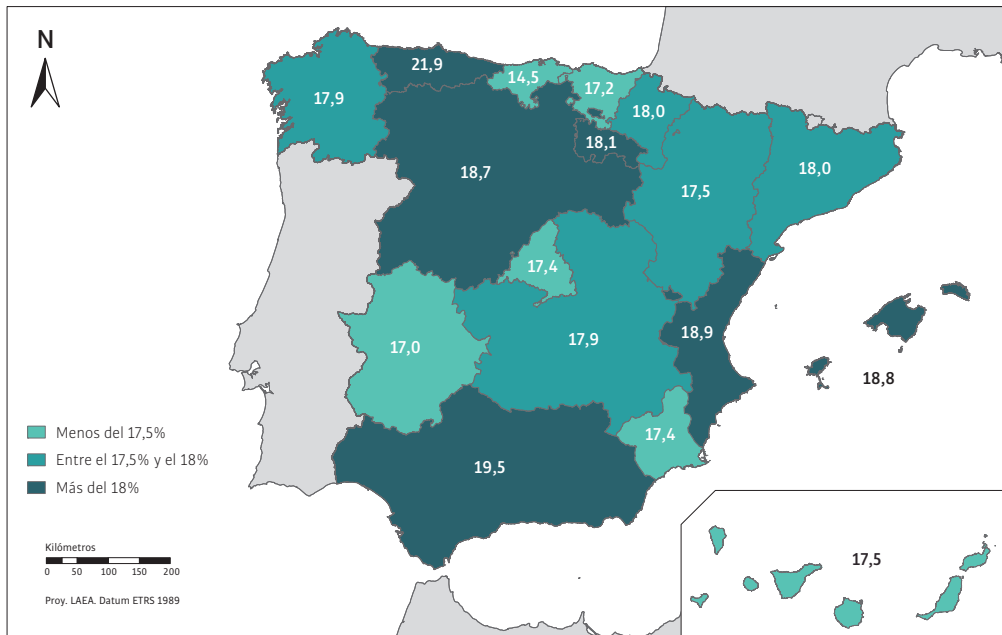 N
21,9
14,5
17,2
17,9
18,0
18,1
18,7
17,5
18,0
17,4
17,0
17,9
18,9
18,8
17,4
19,5
Menos del 17,5%
Entre el 17,5% y el 18%
Más del 18%
Kilómetros
0 50 100 200
Proy. LAEA. Datum ETRS 1989
17,5